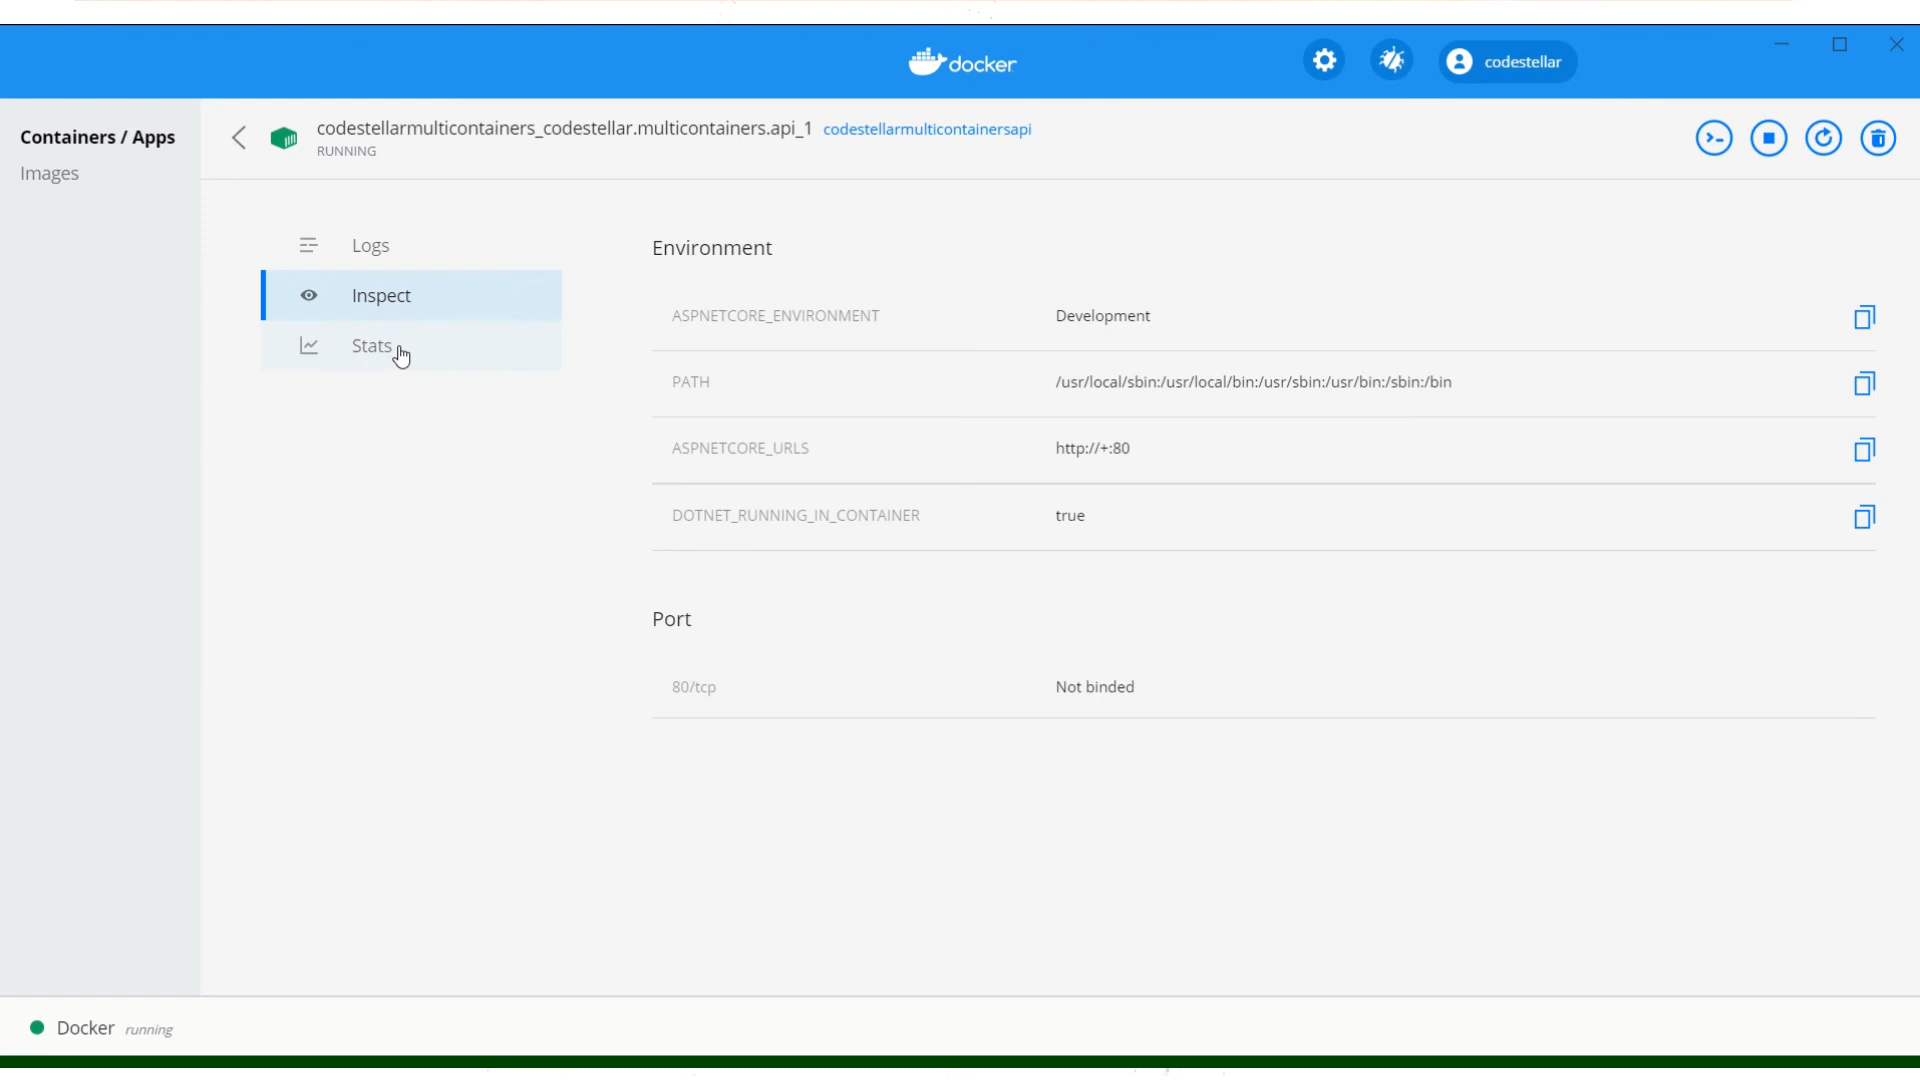 docker
codestellar
Containers / Apps
Images
codestellarmulticontainers_codestellar.multicontainers.api_1 codestellarmulticontainersapi
RUNNING
Logs
Inspect
Stats
Environment
ASPNETCORE_ENVIRONMENT Development
PATH /usr/local/sbin:/usr/local/bin:/usr/sbin:/usr/bin:/sbin:/bin
ASPNETCORE_URLS http://+:80
DOTNET_RUNNING_IN_CONTAINER true
Port
80/tcp Not binded
Docker running